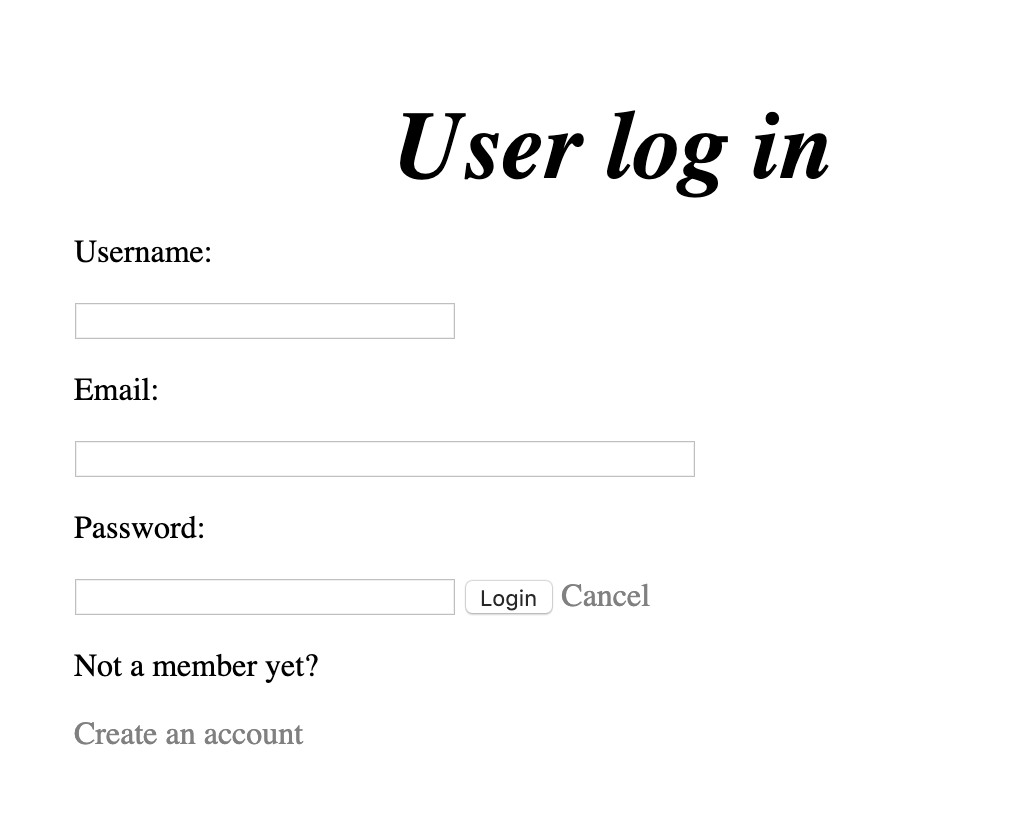 User log in
Username:
Email:
Password:
Login Cancel
Not a member yet?
Create an account